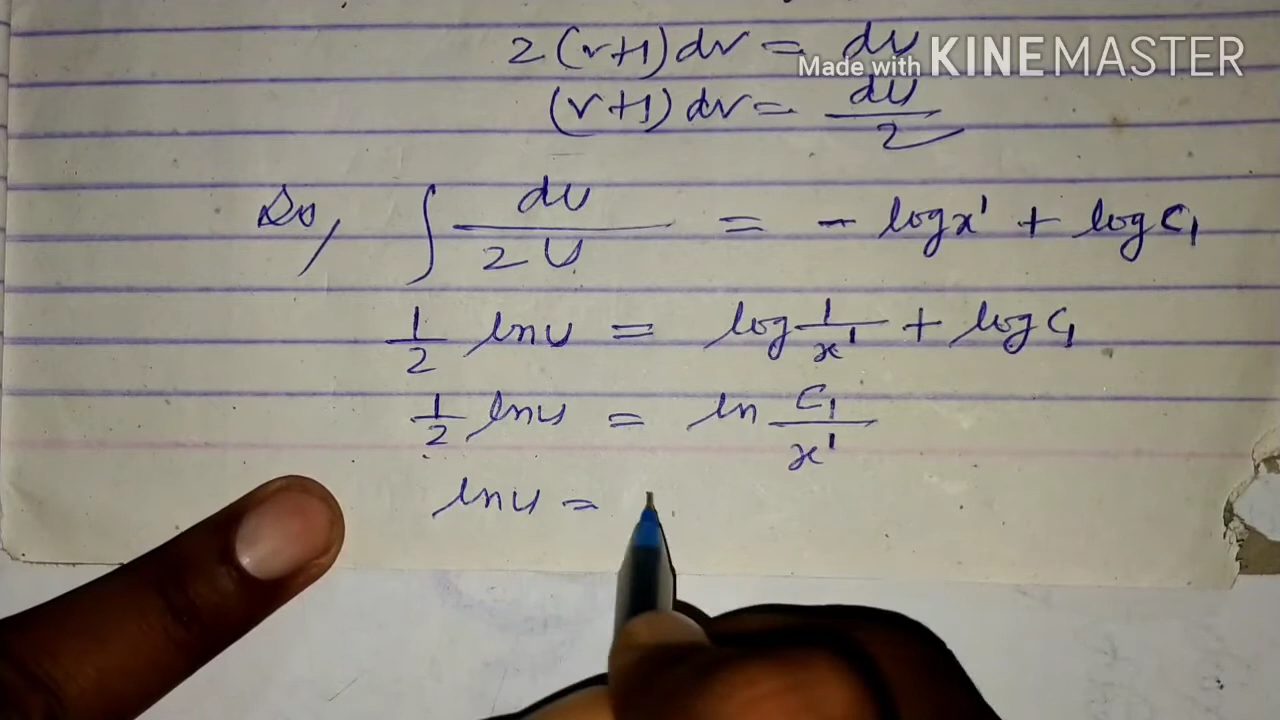 2(v+1)dv = du
Made with KINEMASTER
(v+1)dv = du/2
So, ∫ du/2u = - log x' + log C₁
1/2 ln u = log 1/x' + log C₁
1/2 ln u = ln C₁/x'
ln u =